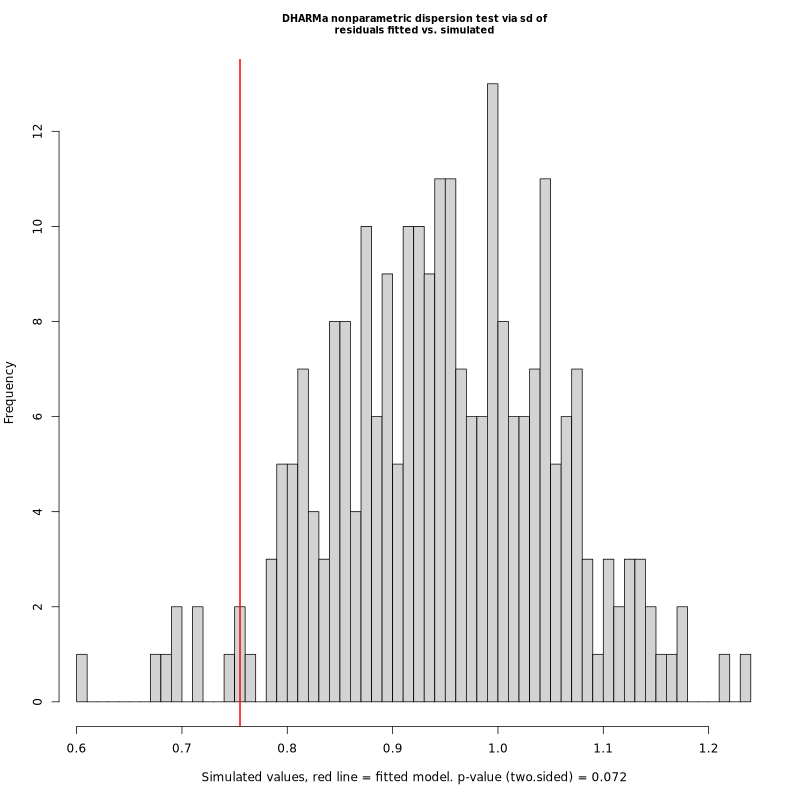 DHARMa nonparametric dispersion test via sd of
residuals fitted vs. simulated
Frequency
12
10
8
6
4
2
0
0.6 0.7 0.8 0.9 1.0 1.1 1.2
Simulated values, red line = fitted model. p-value (two.sided) = 0.072